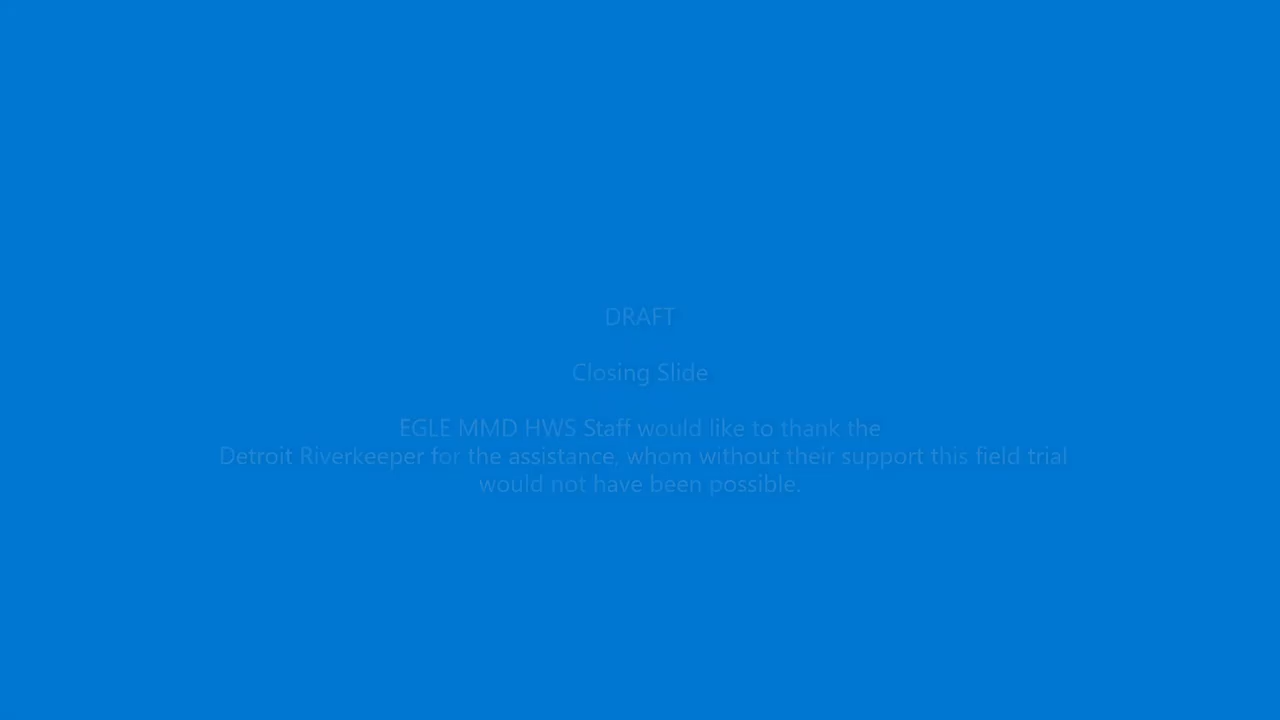 DRAFT
Closing Slide
EGLE MMD HWS Staff would like to thank the
Detroit Riverkeeper for the assistance, whom without their support this field trial
would not have been possible.